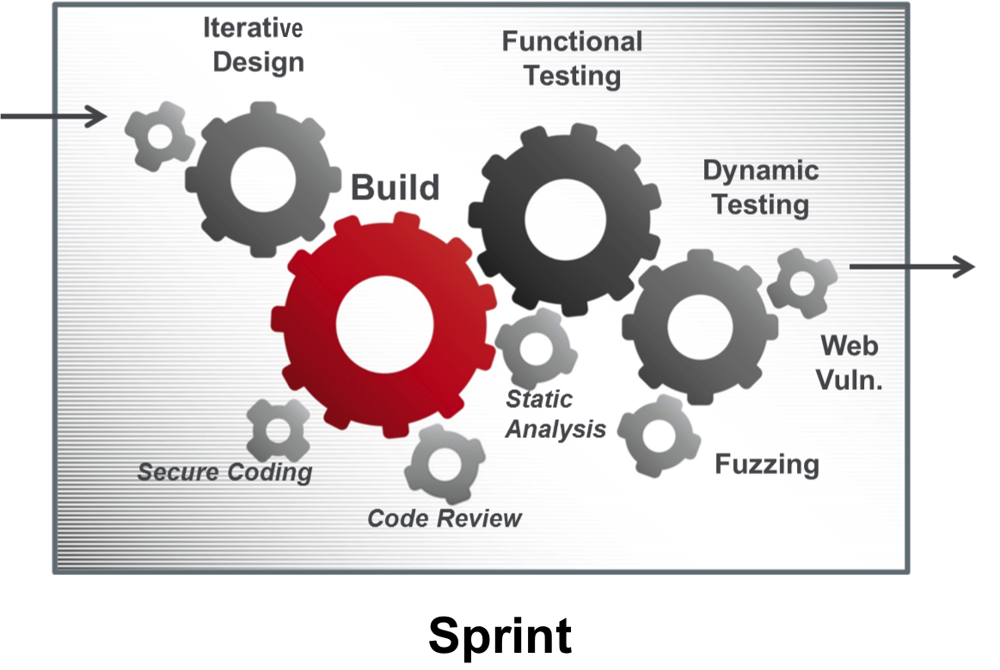 Iterative
Design
Functional
Testing
Build
Dynamic
Testing
Web
Vuln.
Static
Analysis
Fuzzing
Secure Coding
Code Review
Sprint